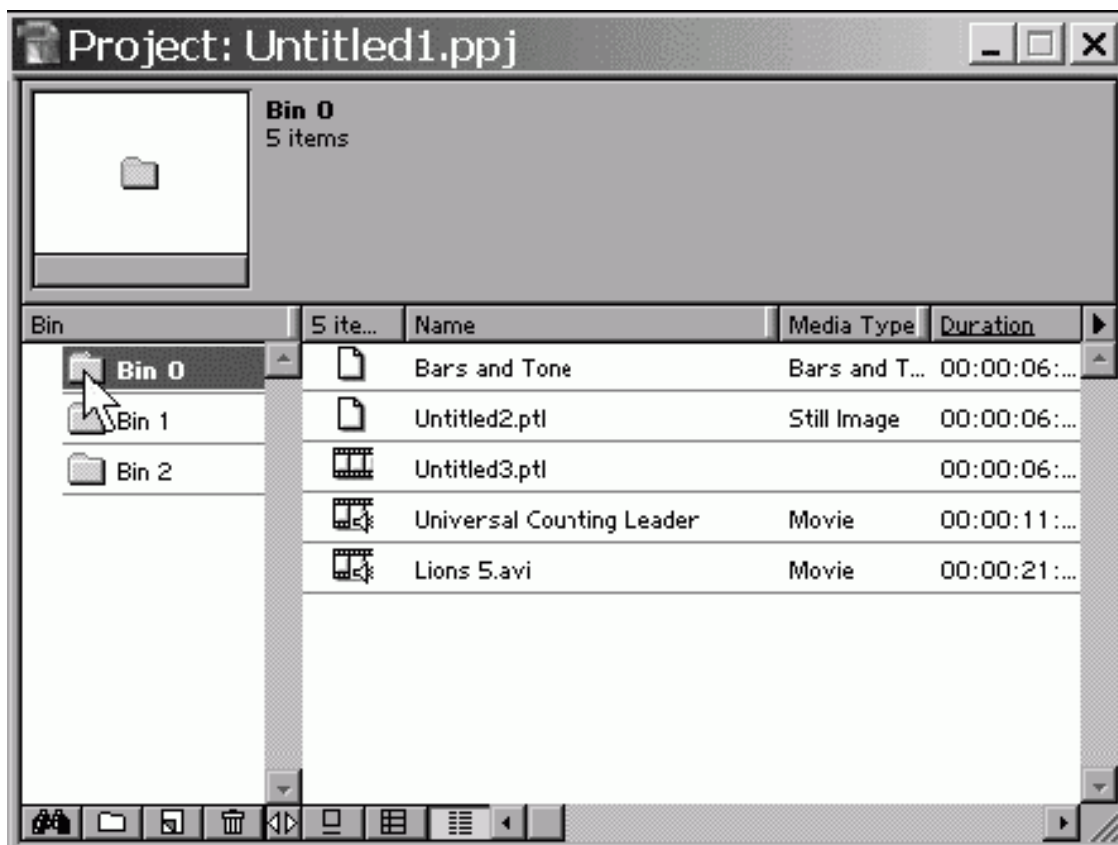 Project: Untitled1.ppj
Bin 0
5 items
Bin
5 ite...
Name
Media Type
Duration
Bin 0
Bin 1
Bin 2
Bars and Tone
Bars and T...
00:00:06:...
Untitled2.ptl
Still Image
00:00:06:...
Untitled3.ptl
00:00:06:...
Universal Counting Leader
Movie
00:00:11:...
Lions 5.avi
Movie
00:00:21:...